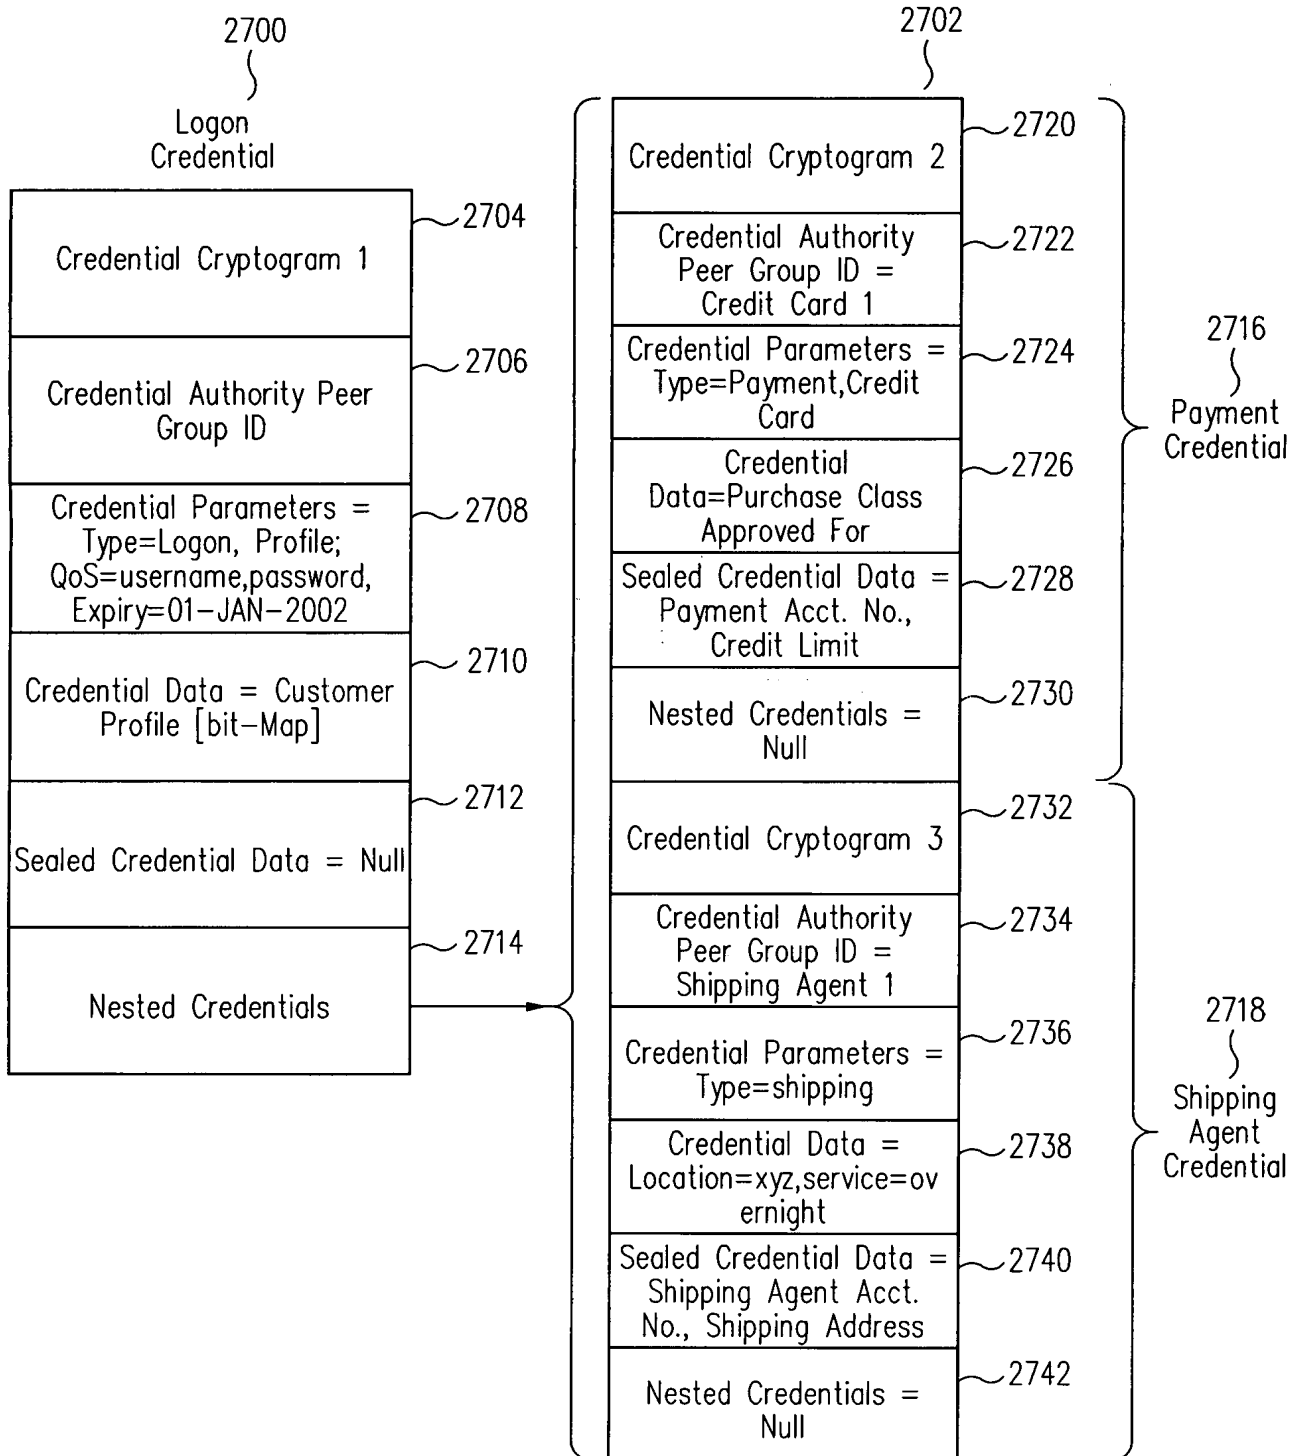 2700
Logon
Credential
Credential Cryptogram 1
2704
Credential Authority Peer
Group ID
2706
Credential Parameters =
Type=Logon, Profile;
QoS=username,password,
Expiry=01-JAN-2002
2708
Credential Data = Customer
Profile [bit-Map]
2710
Sealed Credential Data = Null
2712
Nested Credentials
2714
2702
Credential Cryptogram 2
2720
Credential Authority
Peer Group ID =
Credit Card 1
2722
Credential Parameters =
Type=Payment,Credit
Card
2724
Credential
Data=Purchase Class
Approved For
2726
Sealed Credential Data =
Payment Acct. No.,
Credit Limit
2728
Nested Credentials =
Null
2730
2716
Payment
Credential
Credential Cryptogram 3
2732
Credential Authority
Peer Group ID =
Shipping Agent 1
2734
Credential Parameters =
Type=shipping
2736
Credential Data =
Location=xyz,service=ov
ernight
2738
Sealed Credential Data =
Shipping Agent Acct.
No., Shipping Address
2740
Nested Credentials =
Null
2742
2718
Shipping
Agent
Credential